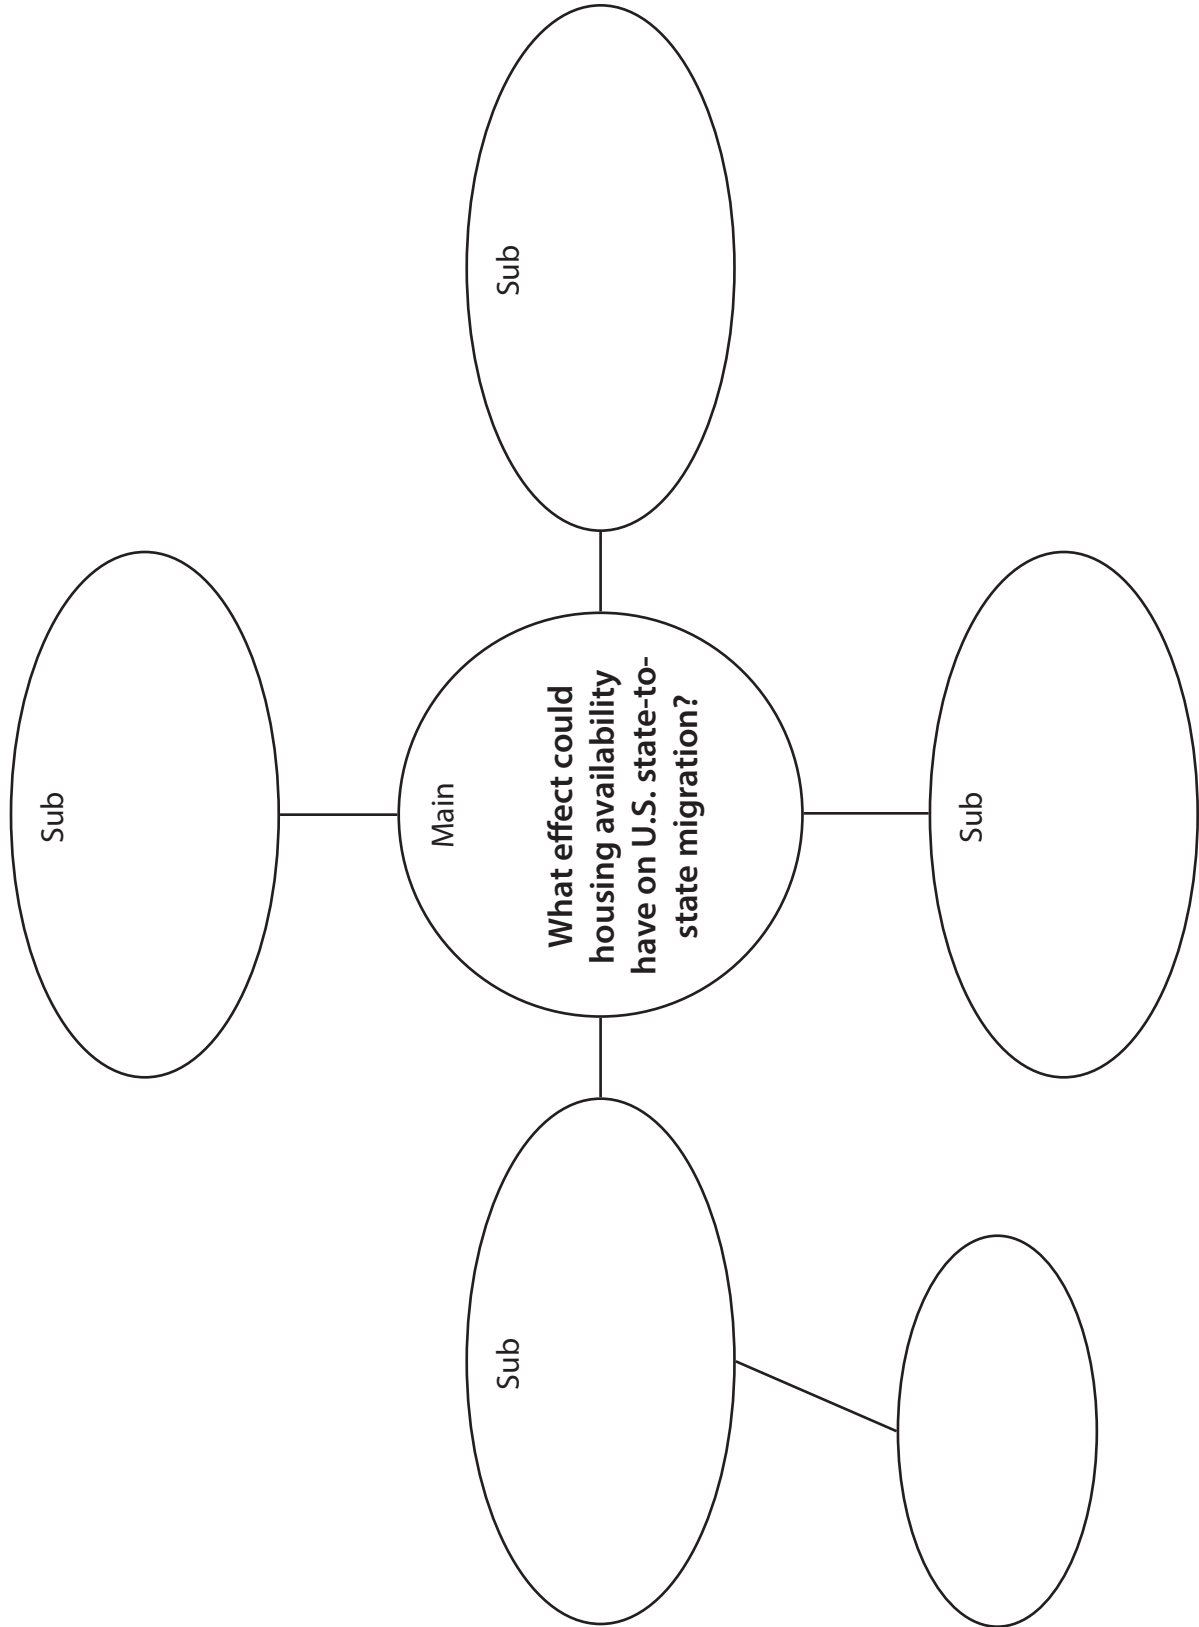 Sub
Sub
Main
What effect could
housing availability
have on U.S. state-to-
state migration?
Sub
Sub